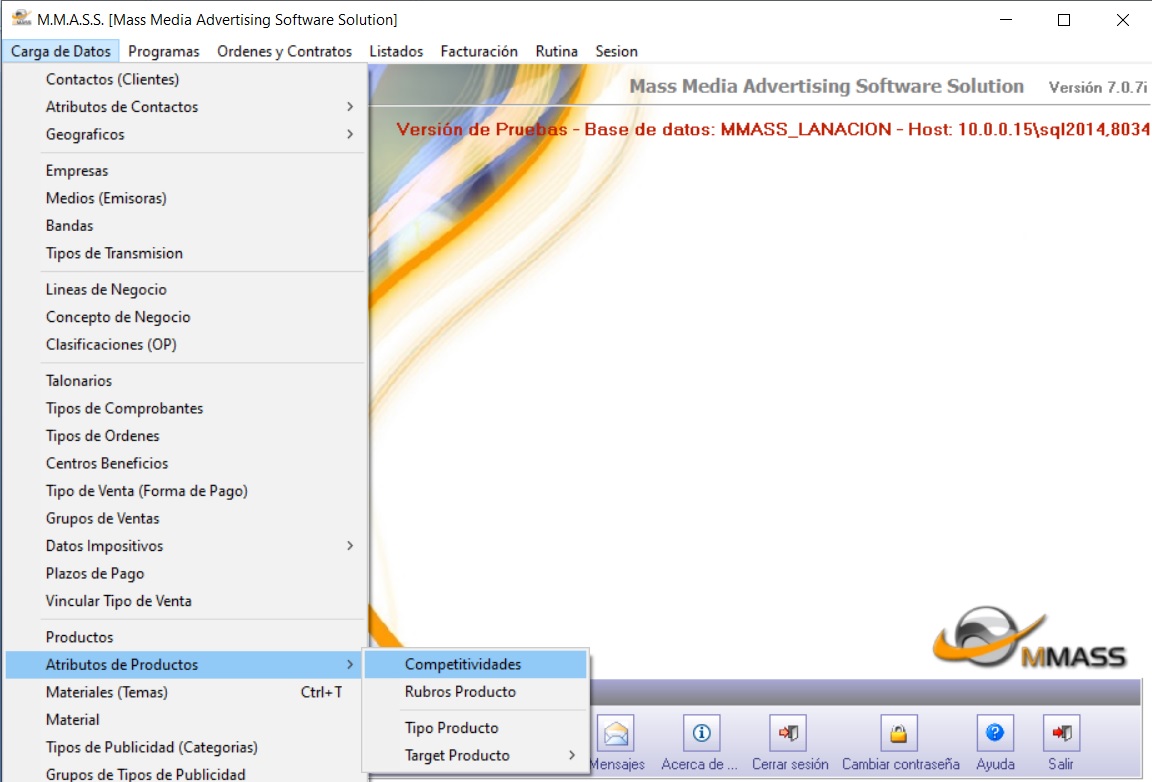 M.M.A.S.S. [Mass Media Advertising Software Solution]
Carga de Datos Programas Ordenes y Contratos Listados Facturación Rutina Sesion
Mass Media Advertising Software Solution Versión 7.0.7i
Versión de Pruebas - Base de datos: MMASS_LANACION - Host: 10.0.0.15\sql2014,8034
Contactos (Clientes)
Atributos de Contactos
Geograficos
Empresas
Medios (Emisoras)
Bandas
Tipos de Transmision
Lineas de Negocio
Concepto de Negocio
Clasificaciones (OP)
Talonarios
Tipos de Comprobantes
Tipos de Ordenes
Centros Beneficios
Tipo de Venta (Forma de Pago)
Grupos de Ventas
Datos Impositivos
Plazos de Pago
Vincular Tipo de Venta
Productos
Atributos de Productos
Materiales (Temas) Ctrl+T
Material
Tipos de Publicidad (Categorias)
Grupos de Tipos de Publicidad
Competitividades
Rubros Producto
Tipo Producto
Target Producto
MMASS
Mensajes Acerca de ... Cerrar sesión Cambiar contraseña Ayuda Salir